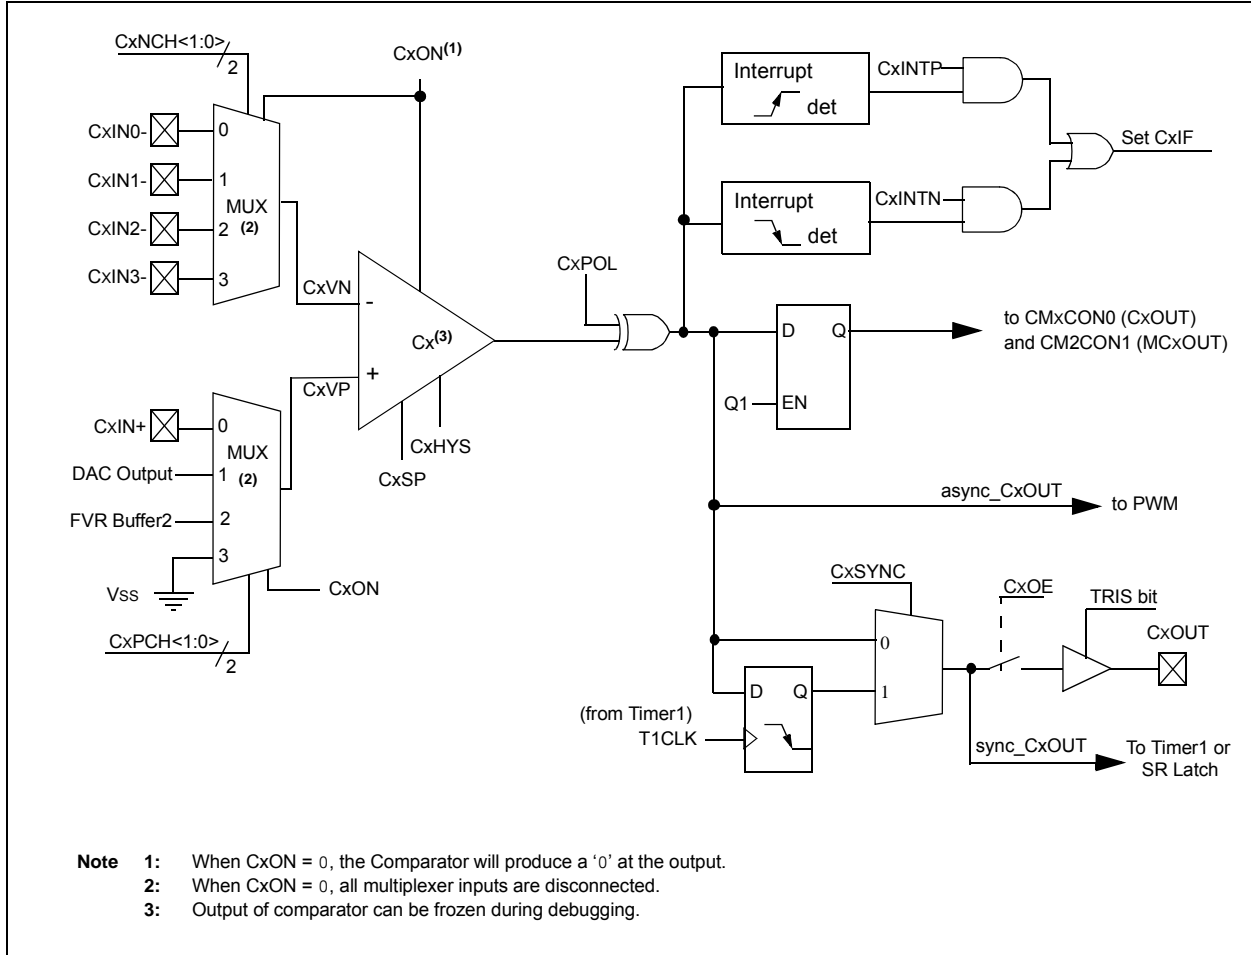 CxNCH<1:0>
2
CxON(1)
CxIN0-
CxIN1-
CxIN2-
CxIN3-
0
1
2
3
MUX
(2)
CxVN
-
Cx(3)
+
CxVP
CxHYS
CxSP
CxIN+
DAC Output
FVR Buffer2
Vss
0
1
2
3
MUX
(2)
CxON
CxPCH<1:0>
2
CxPOL
Interrupt
det
CxINTP
Interrupt
det
CxINTN
Set CxIF
D
Q
Q1
EN
to CMxCON0 (CxOUT)
and CM2CON1 (MCxOUT)
async_CxOUT
to PWM
CxSYNC
0
1
CxOE
TRIS bit
CxOUT
D
Q
(from Timer1)
T1CLK
sync_CxOUT
To Timer1 or
SR Latch
Note 1: When CxON = 0, the Comparator will produce a ‘0’ at the output.
2: When CxON = 0, all multiplexer inputs are disconnected.
3: Output of comparator can be frozen during debugging.